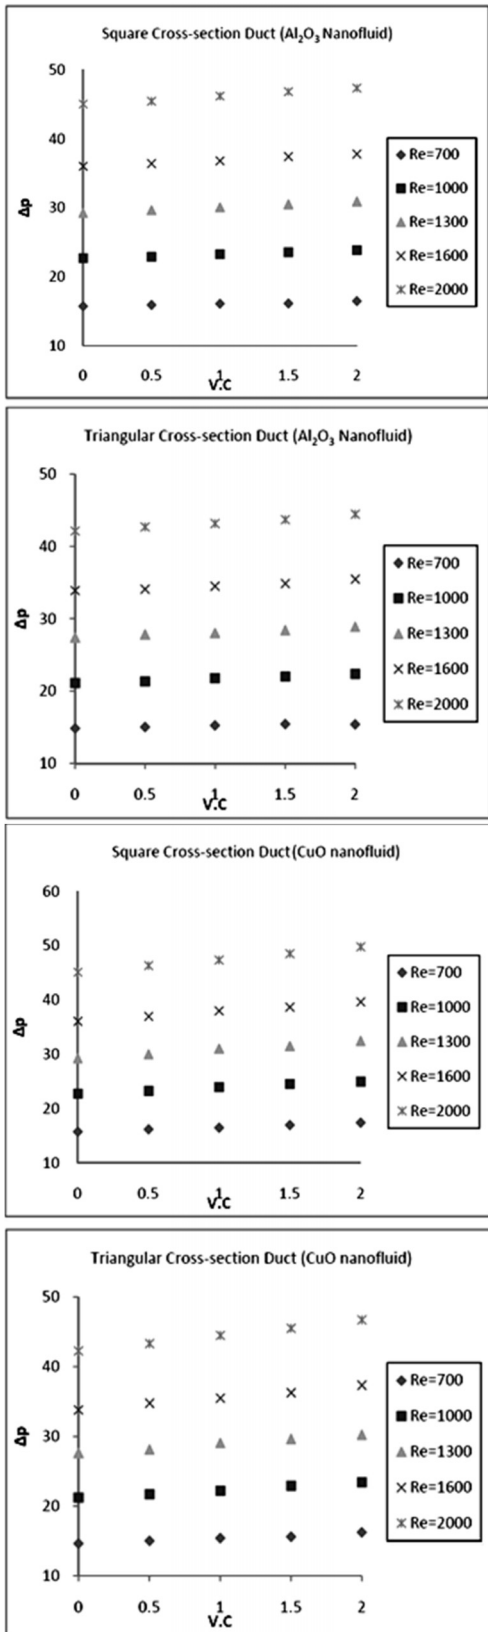 Square Cross-section Duct (Al₂O₃ Nanofluid)
50
40
30
20
10
Δp
0 0.5 1 1.5 2
V.C
Re=700
Re=1000
Re=1300
Re=1600
Re=2000
Triangular Cross-section Duct (Al₂O₃ Nanofluid)
50
40
30
20
10
Δp
0 0.5 1 1.5 2
V.C
Re=700
Re=1000
Re=1300
Re=1600
Re=2000
Square Cross-section Duct (CuO nanofluid)
60
50
40
30
20
10
Δp
0 0.5 1 1.5 2
V.C
Re=700
Re=1000
Re=1300
Re=1600
Re=2000
Triangular Cross-section Duct (CuO nanofluid)
50
40
30
20
10
Δp
0 0.5 1 1.5 2
V.C
Re=700
Re=1000
Re=1300
Re=1600
Re=2000